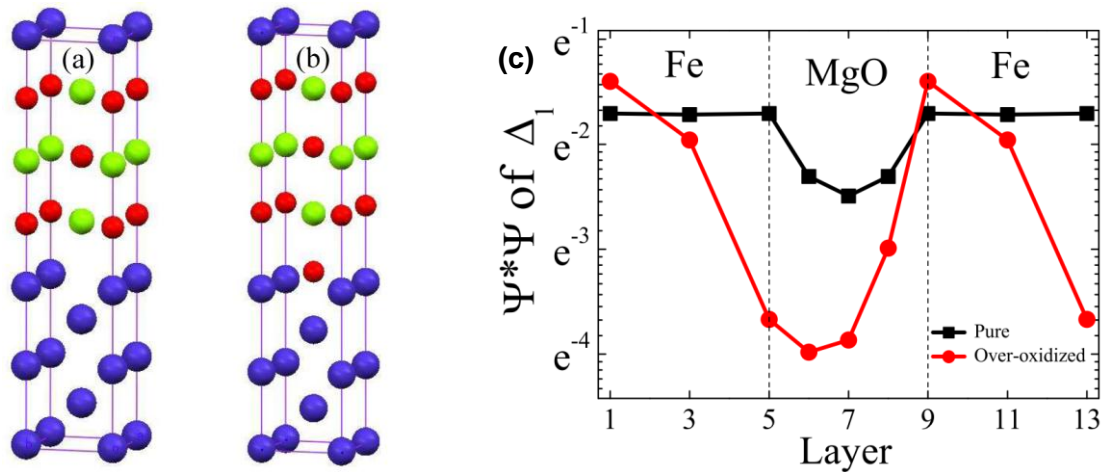 (a)
(b)
(c)
Ψ*Ψ of Δ₁
e⁻¹
e⁻²
e⁻³
e⁻⁴
Fe
MgO
Fe
Pure
Over-oxidized
1 3 5 7 9 11 13
Layer